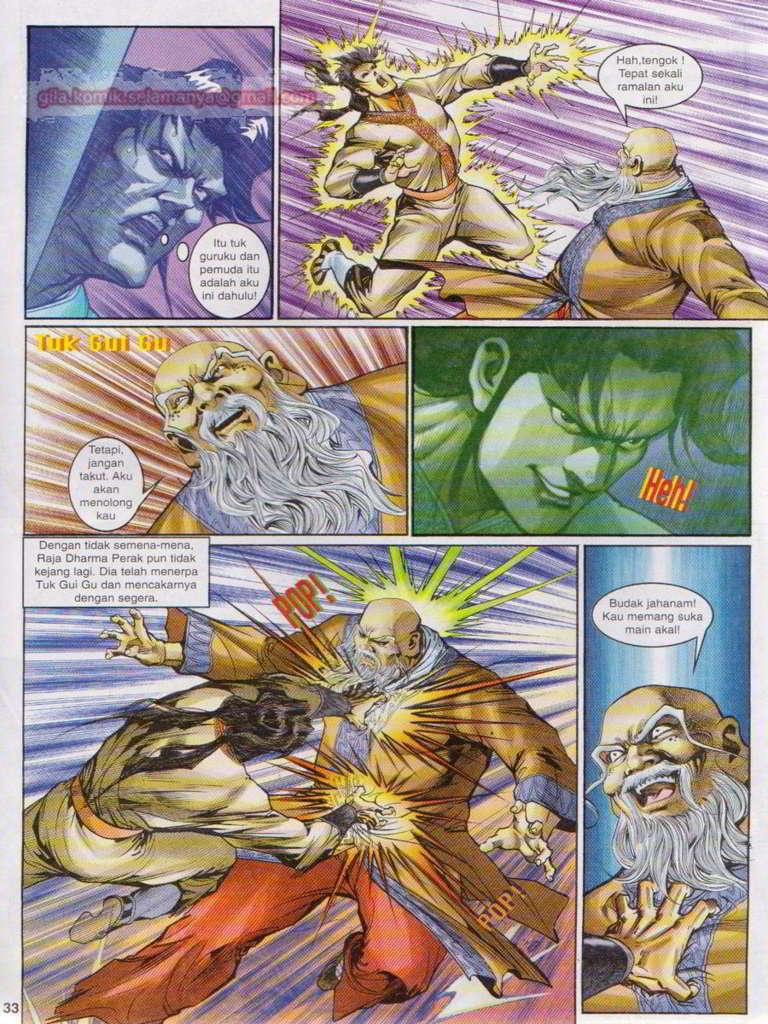 gila.komik.selamanya@gmail.com
Itu tuk
guruku dan
pemuda itu
adalah aku
ini dahulu!
Hah,tengok !
Tepat sekali
ramalan aku
ini!
Tuk Gui Gu
Tetapi,
jangan
takut. Aku
akan
menolong
kau
Heh!
Dengan tidak semena-mena,
Raja Dharma Perak pun tidak
kejang lagi. Dia telah menerpa
Tuk Gui Gu dan mencakarnya
dengan segera.
POP!
POP!
Budak jahanam!
Kau memang suka
main akal!
33